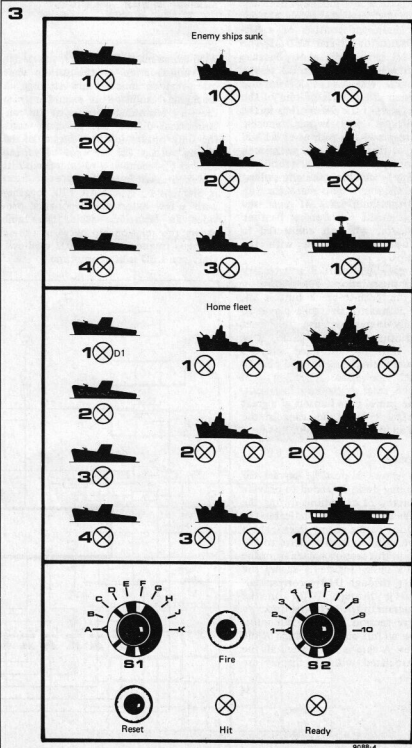 3
Enemy ships sunk
1 1 1
2 2 2
3
4 3 1
Home fleet
1 D1 1 1
2
2 2
3
4 3 1
A B C D E F G H J K
1 2 3 4 5 6 7 8 9 10
S1 S2
Fire
Reset Hit Ready
9088-4